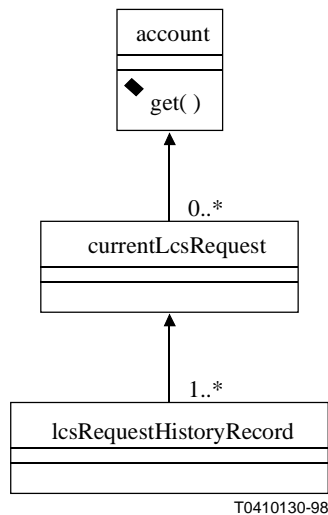 account
get( )
0..*
currentLcsRequest
1..*
lcsRequestHistoryRecord
T0410130-98